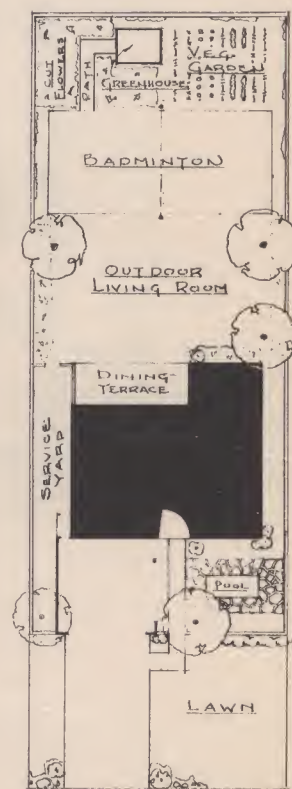 CUT
FLOWERS
PATH
GREENHOUSE
VEG.
GARDEN
BADMINTON
OUTDOOR
LIVING ROOM
DINING-
TERRACE
SERVICE
YARD
POOL
LAWN